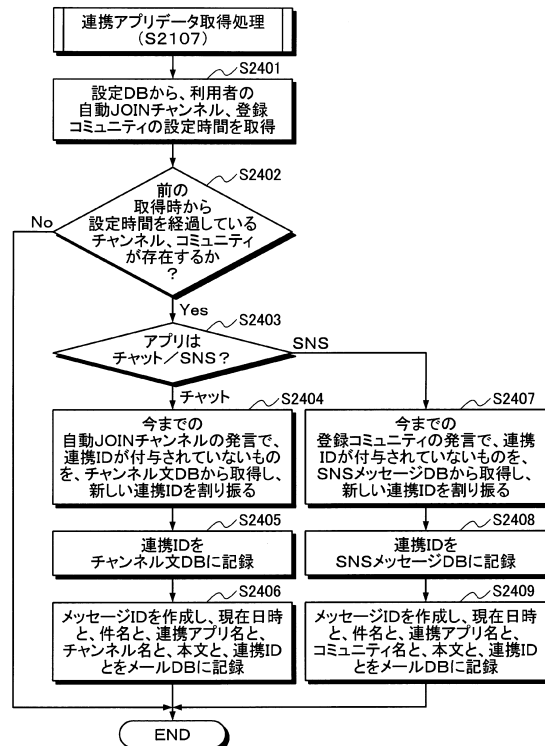 連携アプリデータ取得処理
(S2107)
S2401
設定DBから、利用者の
自動JOINチャンネル、登録
コミュニティの設定時間を取得
S2402
前の
取得時から
設定時間を経過している
チャンネル、コミュニティ
が存在するか
?
No
Yes
S2403
アプリは
チャット/SNS?
SNS
チャット
S2404
今までの
自動JOINチャンネルの発言で、
連携IDが付与されていないもの
を、チャンネル文DBから取得し、
新しい連携IDを割り振る
S2407
今までの
登録コミュニティの発言で、連携
IDが付与されていないものを、
SNSメッセージDBから取得し、
新しい連携IDを割り振る
S2405
連携IDを
チャンネル文DBに記録
S2408
連携IDを
SNSメッセージDBに記録
S2406
メッセージIDを作成し、現在日時
と、件名と、連携アプリ名と、
チャンネル名と、本文と、連携ID
とをメールDBに記録
S2409
メッセージIDを作成し、現在日時
と、件名と、連携アプリ名と、
コミュニティ名と、本文と、連携ID
とをメールDBに記録
END